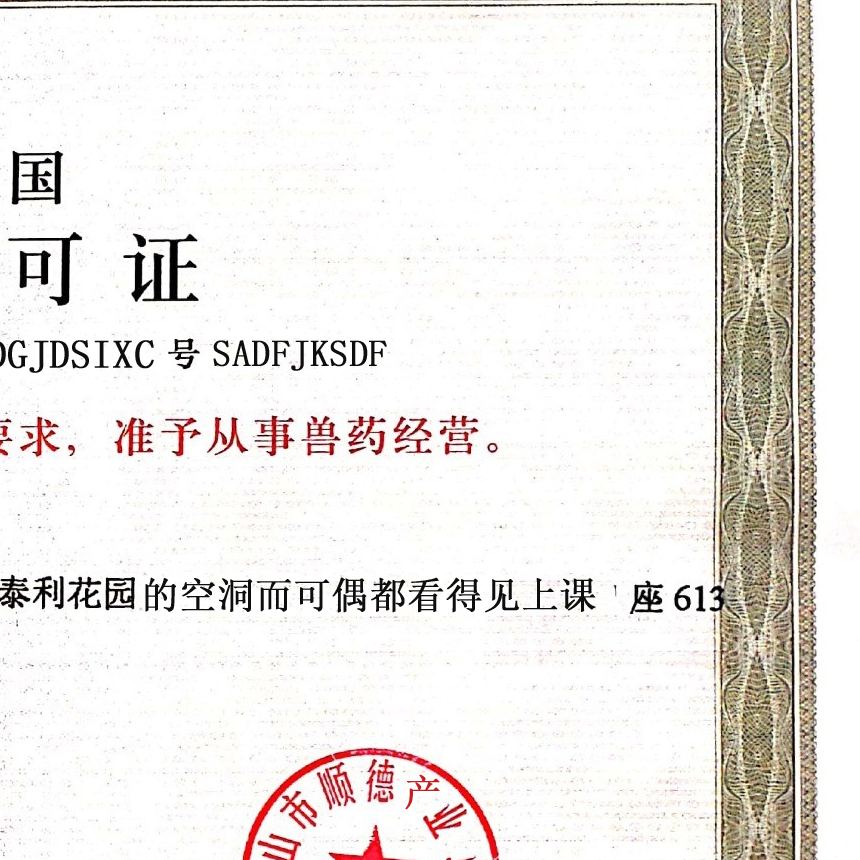 国
可 证
OGJDSIXC 号 SADFJKSDF
要求，准予从事兽药经营。
泰利花园的空洞而可偶都看得见上课 座 613
山市顺德产业